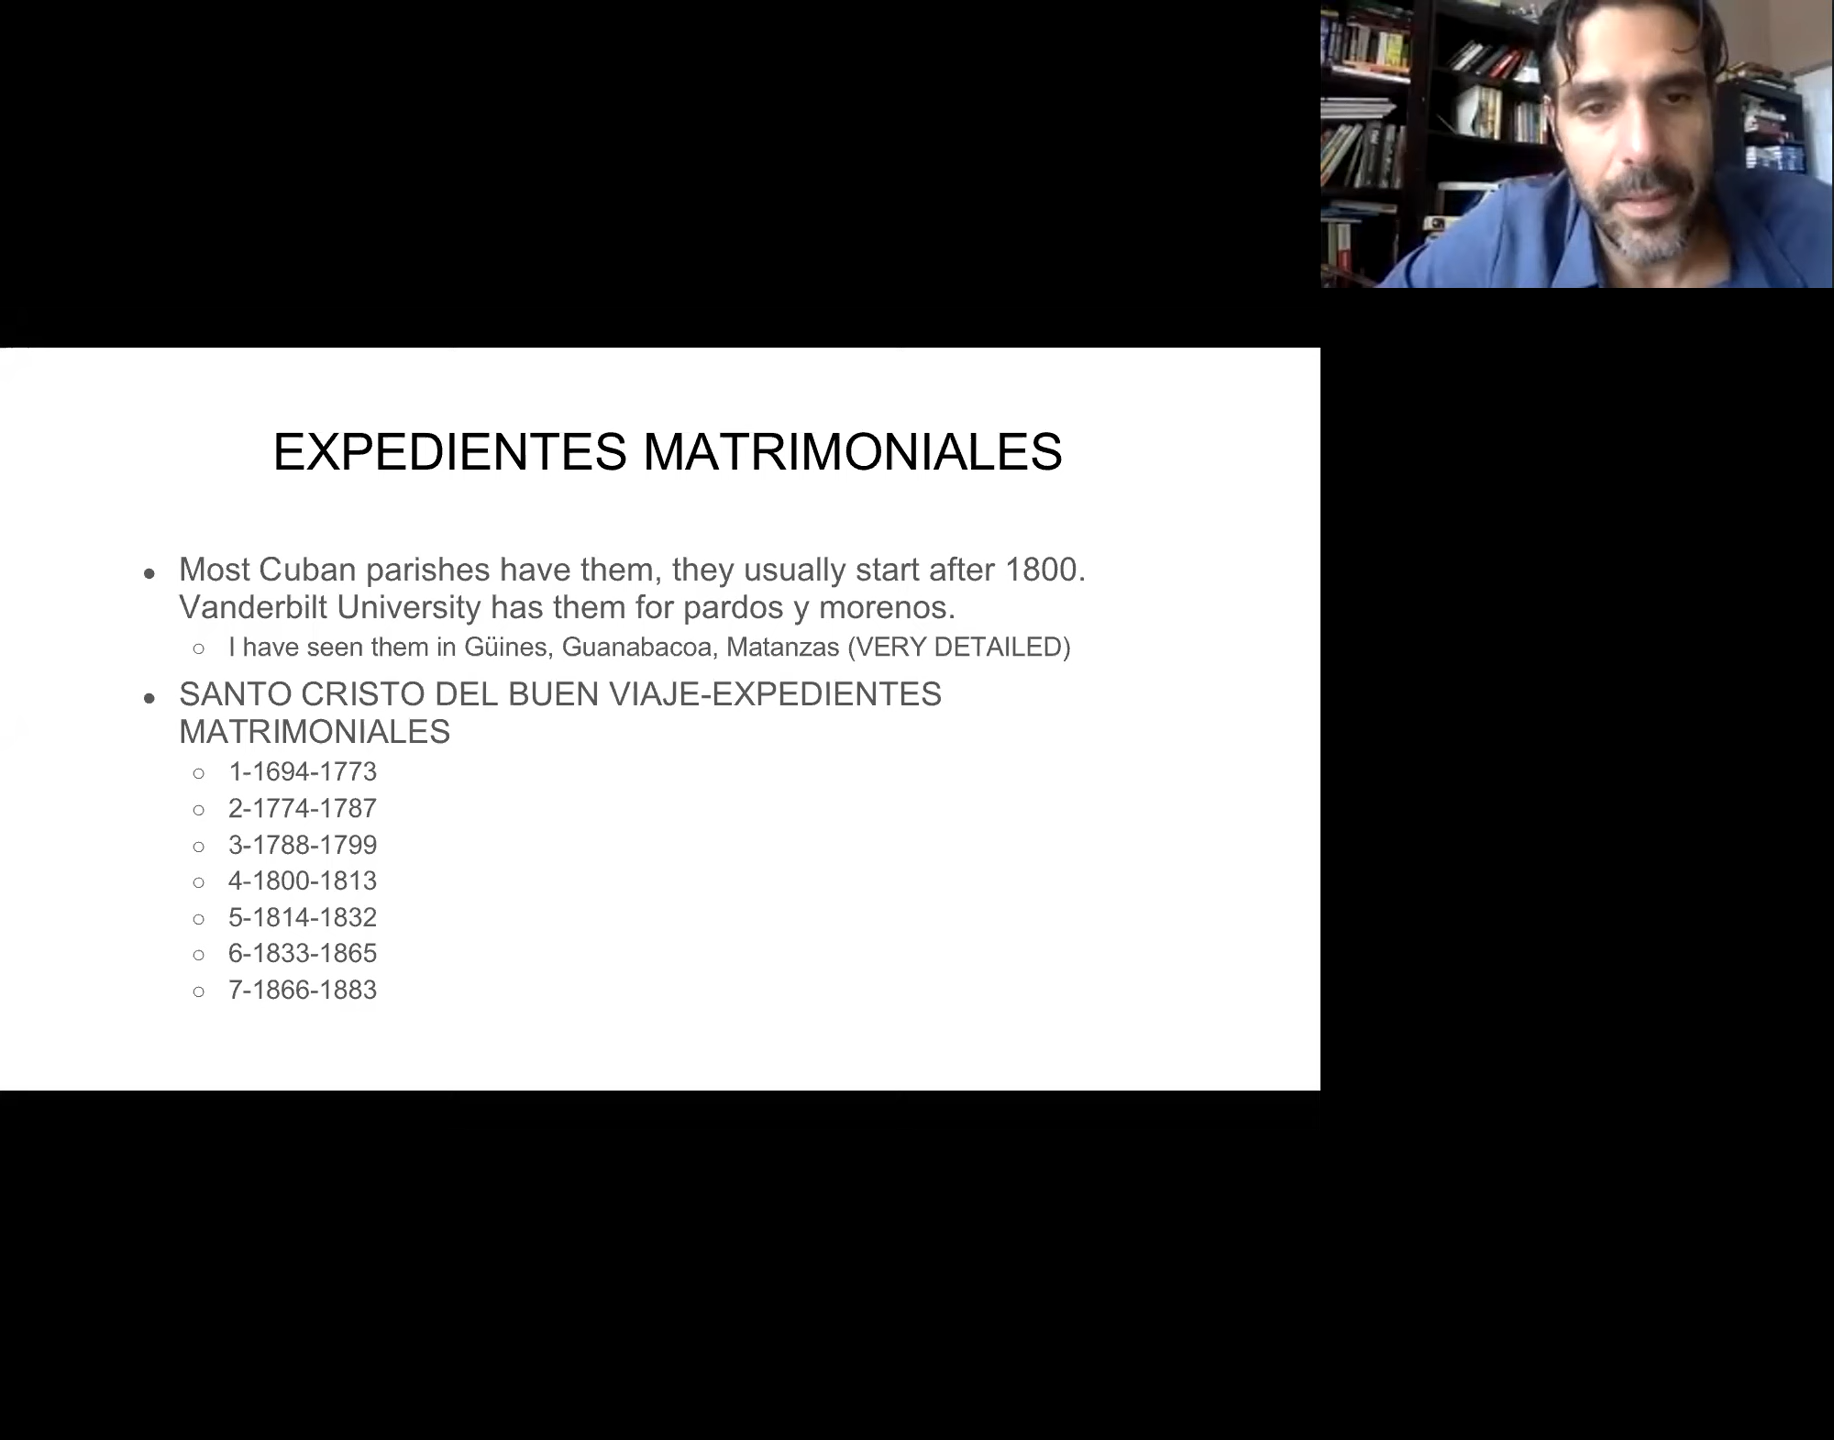 EXPEDIENTES MATRIMONIALES
● Most Cuban parishes have them, they usually start after 1800.
Vanderbilt University has them for pardos y morenos.
○ I have seen them in Güines, Guanabacoa, Matanzas (VERY DETAILED)
● SANTO CRISTO DEL BUEN VIAJE-EXPEDIENTES
MATRIMONIALES
○ 1-1694-1773
○ 2-1774-1787
○ 3-1788-1799
○ 4-1800-1813
○ 5-1814-1832
○ 6-1833-1865
○ 7-1866-1883